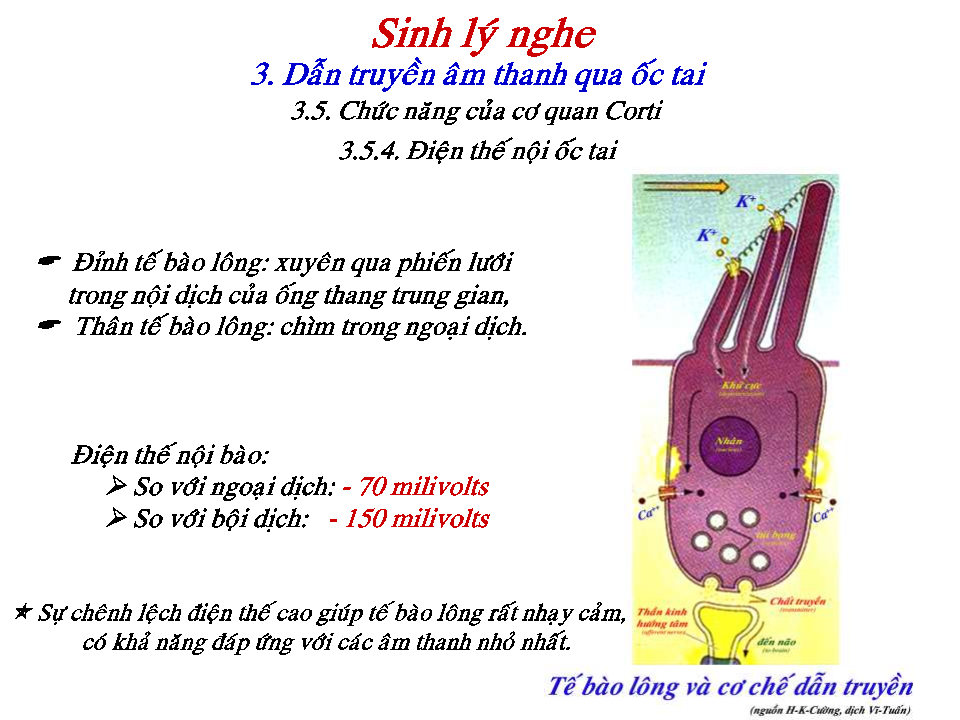 Sinh lý nghe
3. Dẫn truyền âm thanh qua ốc tai
3.5. Chức năng của cơ quan Corti
3.5.4. Điện thế nội ốc tai
Đỉnh tế bào lông: xuyên qua phiến lưới
trong nội dịch của ống thang trung gian,
Thân tế bào lông: chìm trong ngoại dịch.
Điện thế nội bào:
➢ So với ngoại dịch: - 70 milivolts
➢ So với bội dịch: - 150 milivolts
★ Sự chênh lệch điện thế cao giúp tế bào lông rất nhạy cảm,
có khả năng đáp ứng với các âm thanh nhỏ nhất.
K+
K+
Khử cực
Nhân
(nucleus)
Ca++
Ca++
túi bọng
Chất truyền
(transmitter)
Thần kinh
hướng tâm
(afferent nerve)
đến não
(to brain)
Tế bào lông và cơ chế dẫn truyền
(nguồn H-K-Cường, dịch Vĩ-Tuấn)